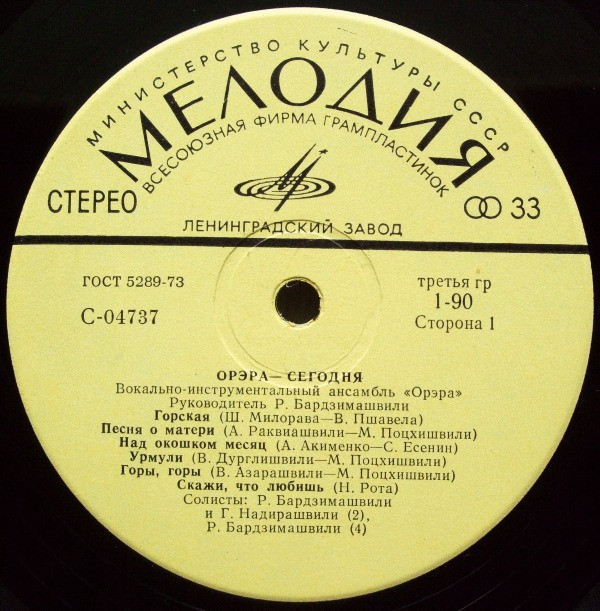 МИНИСТЕРСТВО КУЛЬТУРЫ СССР
МЕЛОДИЯ
ВСЕСОЮЗНАЯ ФИРМА ГРАМПЛАСТИНОК
СТЕРЕО
33
ЛЕНИНГРАДСКИЙ ЗАВОД
ГОСТ 5289-73
третья гр
С-04737
1-90
Сторона 1
ОРЭРА — СЕГОДНЯ
Вокально-инструментальный ансамбль «Орэра»
Руководитель Р. Бардзимашвили
Горская (Ш. Милорава—В. Пшавела)
Песня о матери (А. Раквиашвили—М. Поцхишвили)
Над окошком месяц (А. Акименко—С. Есенин)
Урмули (В. Дурглишвили—М. Поцхишвили)
Горы, горы (В. Азарашвили—М. Поцхишвили)
Скажи, что любишь (Н. Рота)
Солисты: Р. Бардзимашвили
и Г. Надирашвили (2),
Р. Бардзимашвили (4)